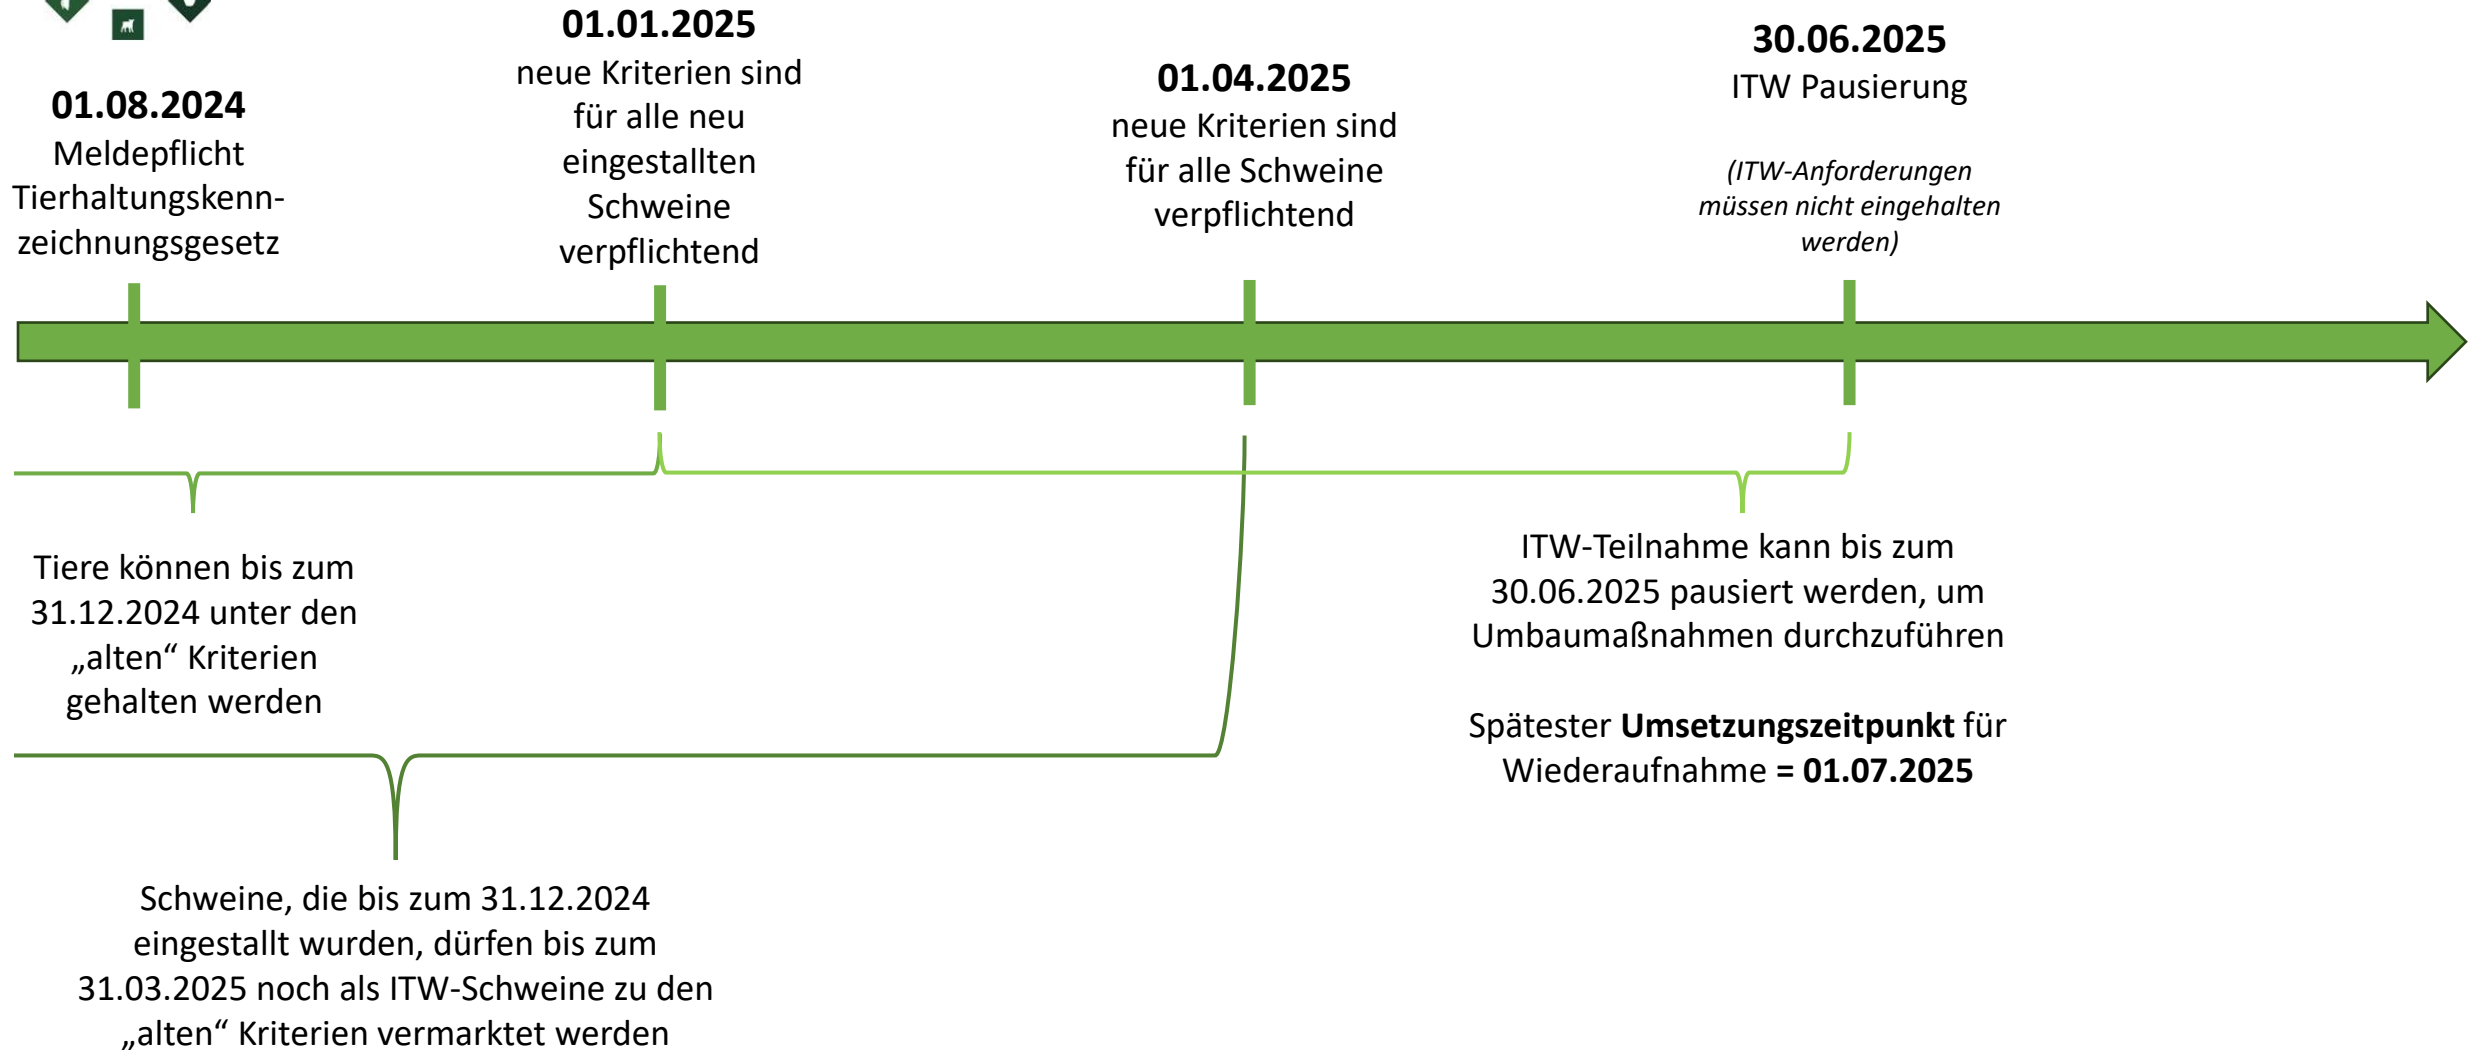 01.08.2024
Meldepflicht
Tierhaltungskenn-
zeichnungsgesetz
01.01.2025
neue Kriterien sind
für alle neu
eingestallten
Schweine
verpflichtend
01.04.2025
neue Kriterien sind
für alle Schweine
verpflichtend
30.06.2025
ITW Pausierung
(ITW-Anforderungen
müssen nicht eingehalten
werden)
Tiere können bis zum
31.12.2024 unter den
„alten“ Kriterien
gehalten werden
ITW-Teilnahme kann bis zum
30.06.2025 pausiert werden, um
Umbaumaßnahmen durchzuführen
Spätester Umsetzungszeitpunkt für
Wiederaufnahme = 01.07.2025
Schweine, die bis zum 31.12.2024
eingestallt wurden, dürfen bis zum
31.03.2025 noch als ITW-Schweine zu den
„alten“ Kriterien vermarktet werden